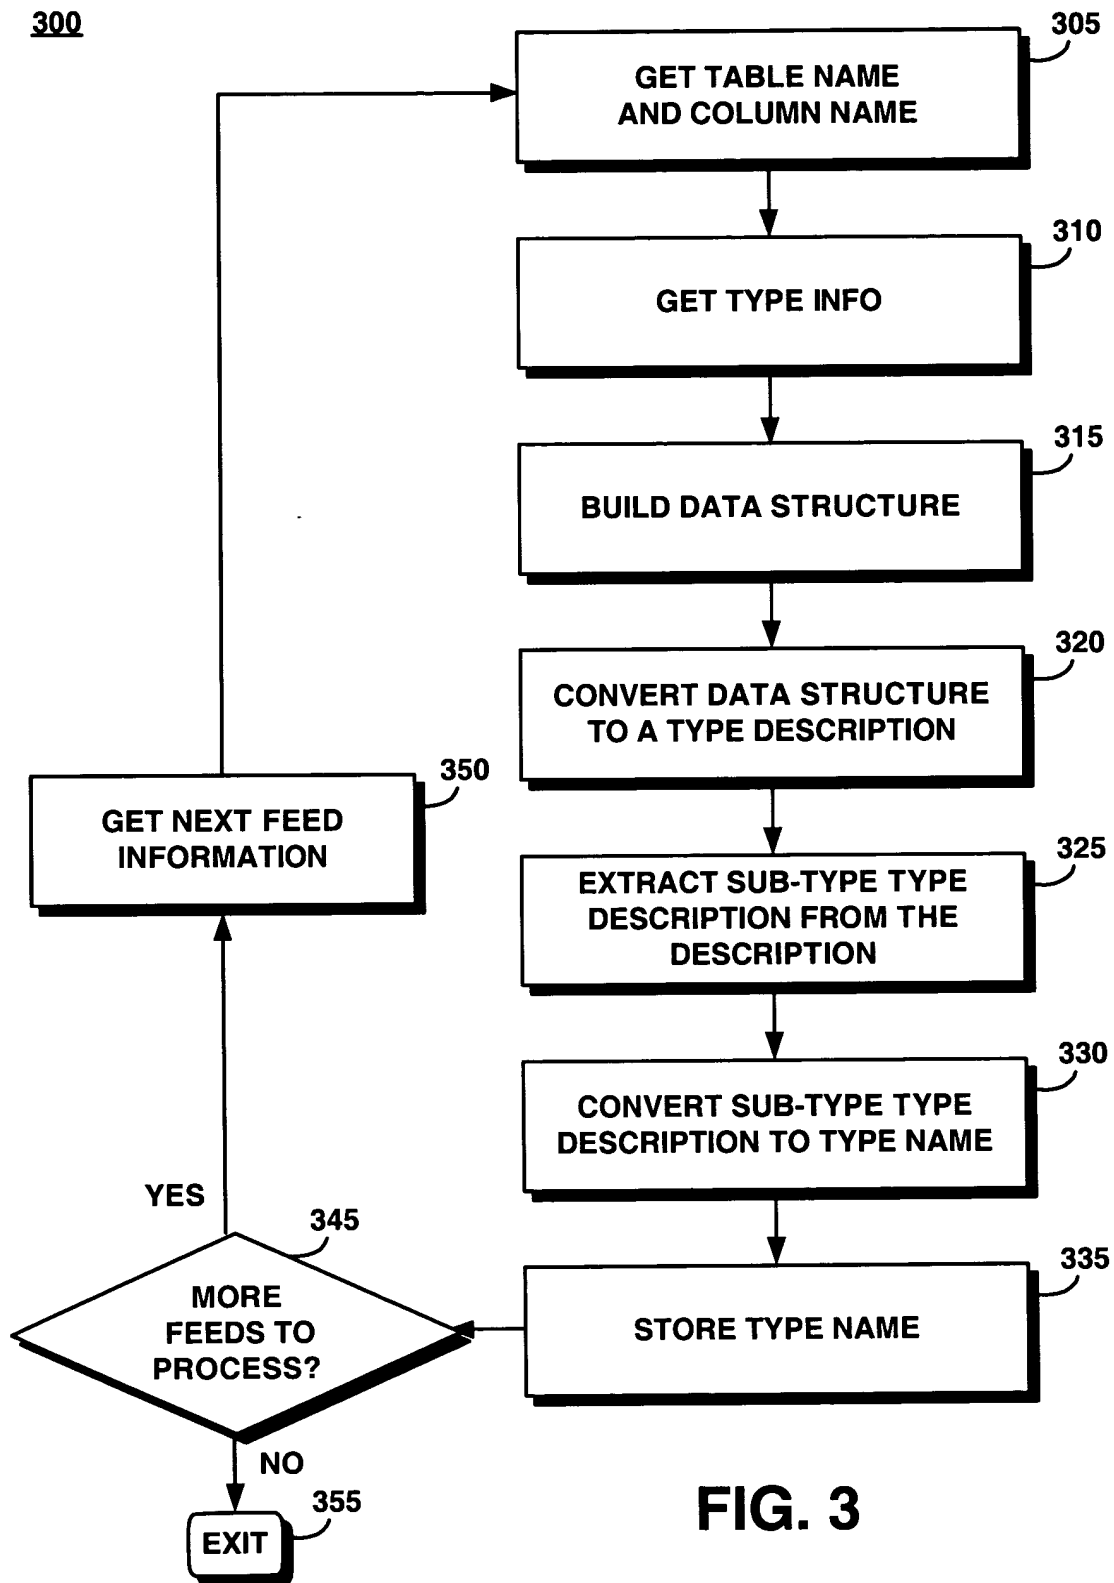 300
305
GET TABLE NAME
AND COLUMN NAME
310
GET TYPE INFO
315
BUILD DATA STRUCTURE
320
CONVERT DATA STRUCTURE
TO A TYPE DESCRIPTION
350
GET NEXT FEED
INFORMATION
325
EXTRACT SUB-TYPE TYPE
DESCRIPTION FROM THE
DESCRIPTION
330
CONVERT SUB-TYPE TYPE
DESCRIPTION TO TYPE NAME
YES
345
MORE
FEEDS TO
PROCESS?
335
STORE TYPE NAME
NO
355
EXIT
FIG. 3